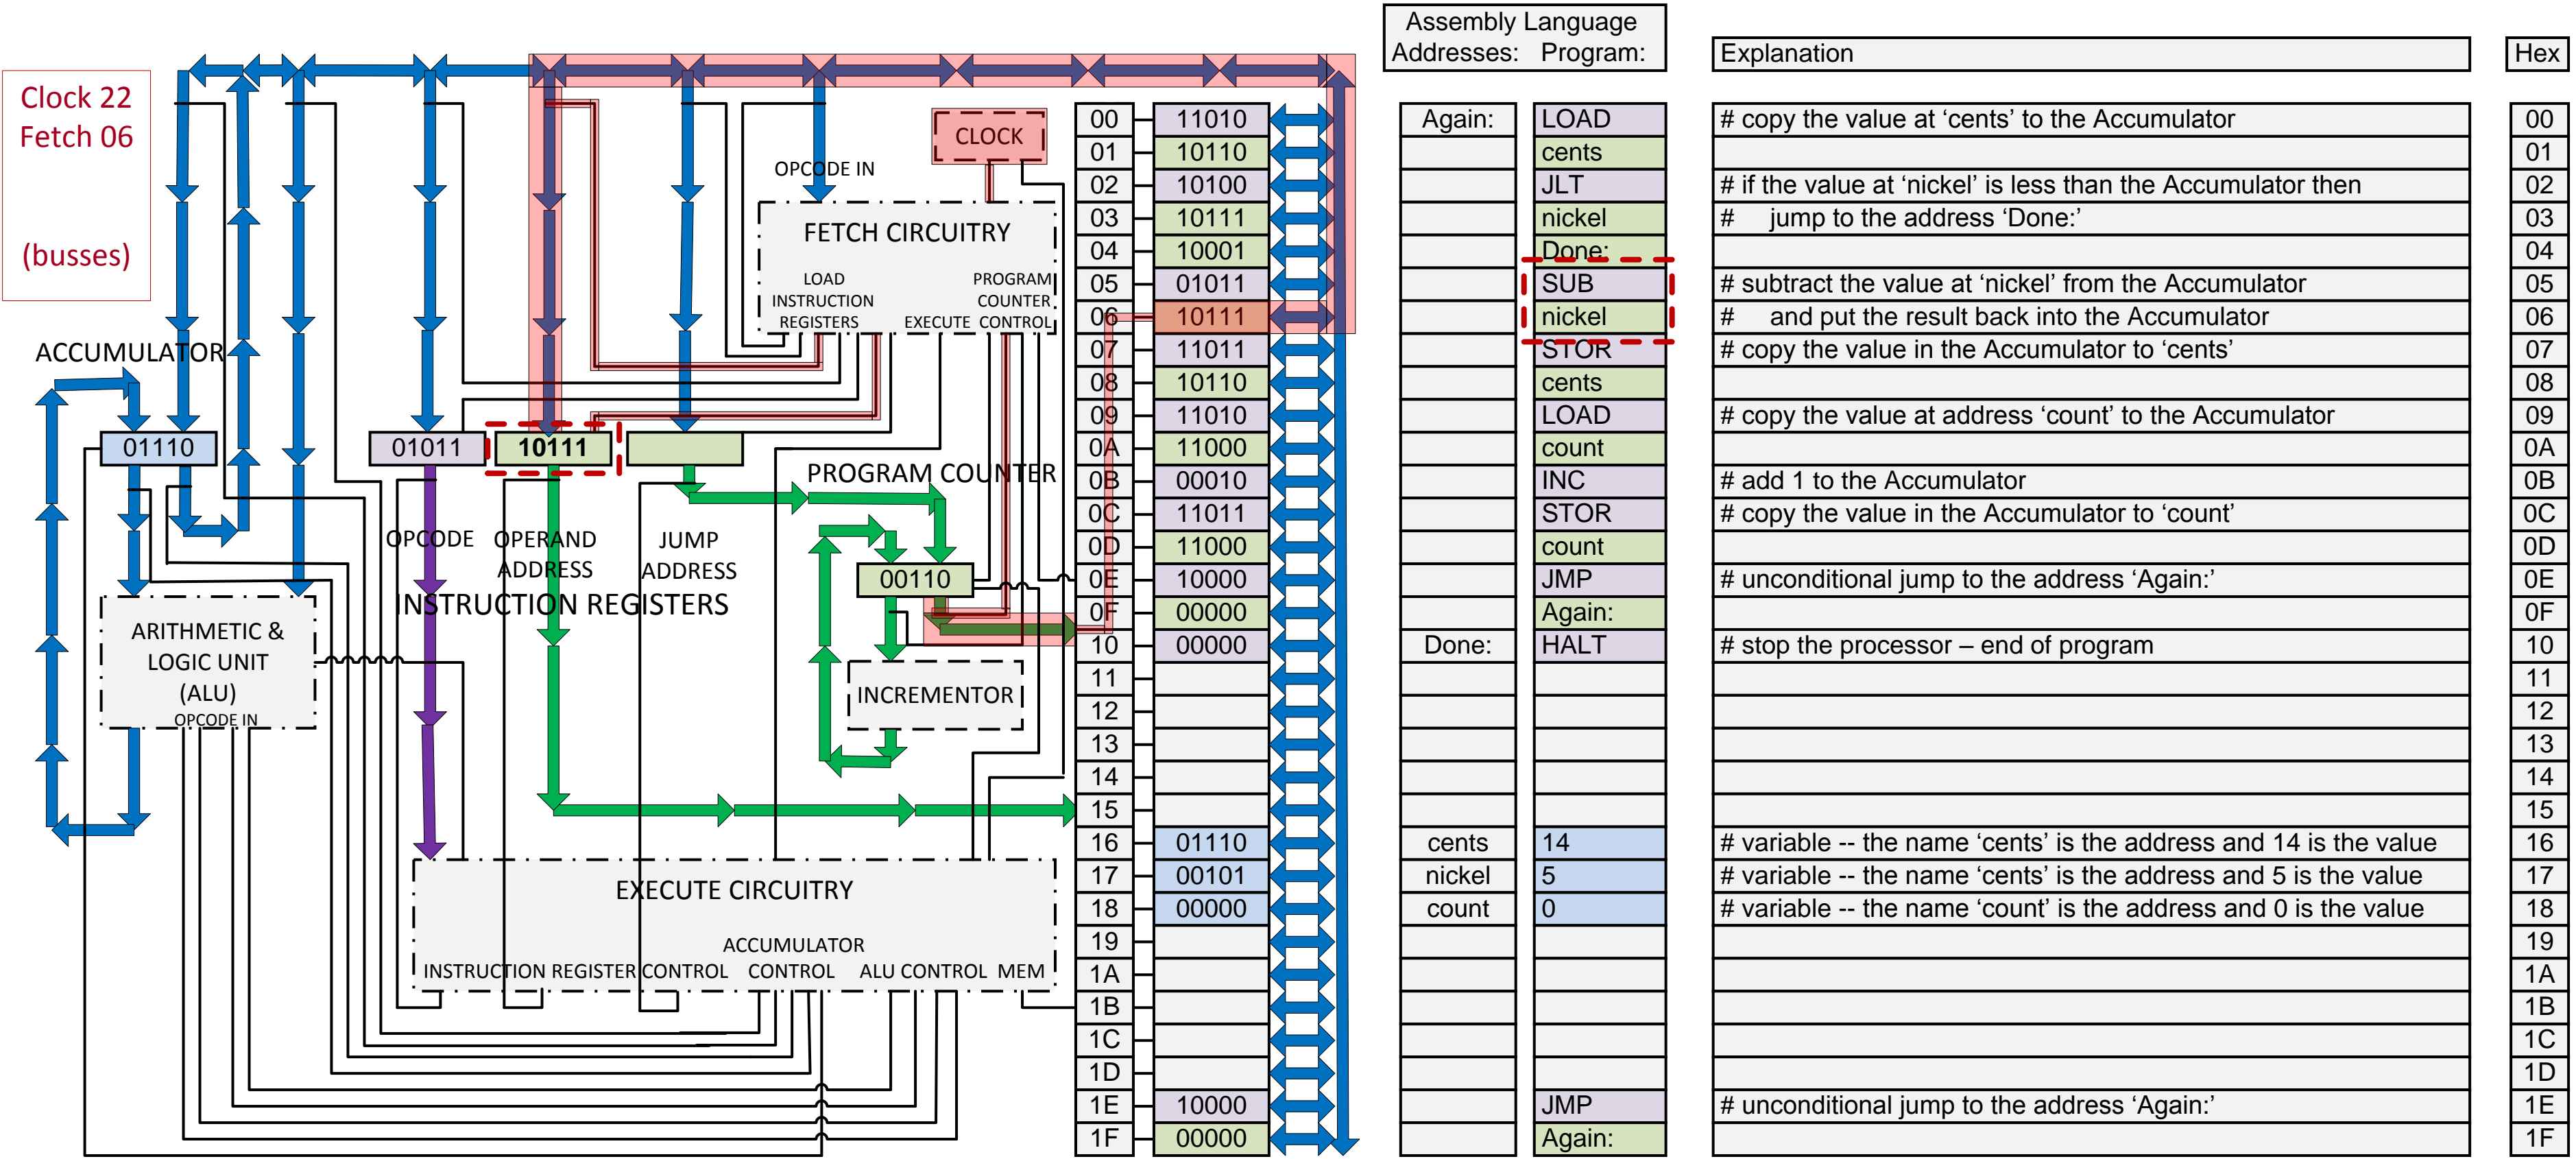 Assembly Language
Addresses: Program:
Explanation
Hex
Clock 22
Fetch 06
(busses)
CLOCK
OPCODE IN
FETCH CIRCUITRY
LOAD
INSTRUCTION
REGISTERS
EXECUTE
PROGRAM
COUNTER
CONTROL
ACCUMULATOR
01110
01011
10111
PROGRAM COUNTER
00110
OPCODE
OPERAND
ADDRESS
JUMP
ADDRESS
INSTRUCTION REGISTERS
ARITHMETIC &
LOGIC UNIT
(ALU)
OPCODE IN
INCREMENTOR
EXECUTE CIRCUITRY
INSTRUCTION REGISTER CONTROL
ACCUMULATOR
CONTROL
ALU CONTROL
MEM
00 11010 Again: LOAD # copy the value at 'cents' to the Accumulator 00
01 10110 cents 01
02 10100 JLT # if the value at ‘nickel’ is less than the Accumulator then 02
03 10111 nickel # jump to the address ‘Done:’ 03
04 10001 Done: 04
05 01011 SUB # subtract the value at ‘nickel’ from the Accumulator 05
06 10111 nickel # and put the result back into the Accumulator 06
07 11011 STOR # copy the value in the Accumulator to ‘cents’ 07
08 10110 cents 08
09 11010 LOAD # copy the value at address ‘count’ to the Accumulator 09
0A 11000 count 0A
0B 00010 INC # add 1 to the Accumulator 0B
0C 11011 STOR # copy the value in the Accumulator to ‘count’ 0C
0D 11000 count 0D
0E 10000 JMP # unconditional jump to the address ‘Again:’ 0E
0F 00000 Again: 0F
10 00000 Done: HALT # stop the processor – end of program 10
11 11
12 12
13 13
14 14
15 15
16 01110 cents 14 # variable -- the name ‘cents’ is the address and 14 is the value 16
17 00101 nickel 5 # variable -- the name ‘cents’ is the address and 5 is the value 17
18 00000 count 0 # variable -- the name ‘count’ is the address and 0 is the value 18
19 19
1A 1A
1B 1B
1C 1C
1D 1D
1E 10000 JMP # unconditional jump to the address ‘Again:’ 1E
1F 00000 Again: 1F